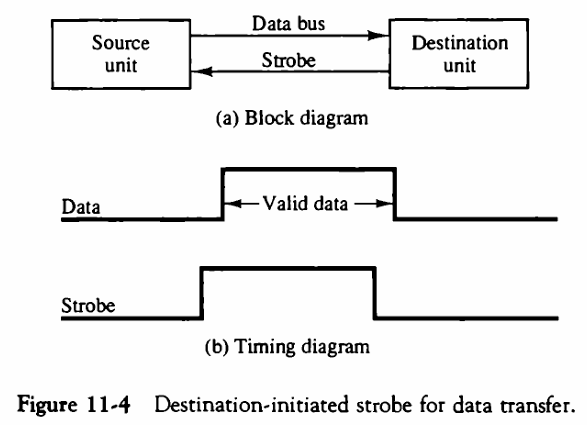 Data bus
Source
unit
Destination
unit
Strobe
(a) Block diagram
Data
Valid data
Strobe
(b) Timing diagram
Figure 11-4 Destination-initiated strobe for data transfer.